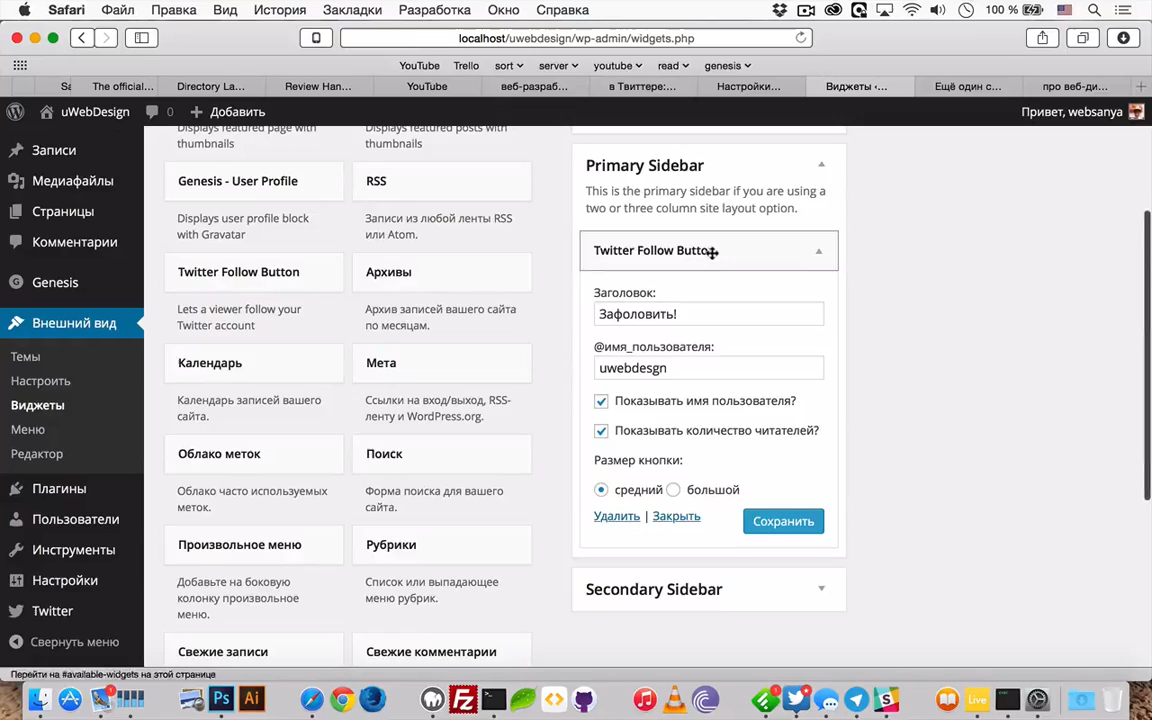 Safari Файл Правка Вид История Закладки Разработка Окно Справка 100 %
localhost/uwebdesign/wp-admin/widgets.php
YouTube Trello sort server youtube read genesis
Sa The official... Directory La... Review Han... YouTube веб-разраб... в Твиттере:... Настройки... Виджеты ‹... Ещё один с... про веб-ди...
uWebDesign 0 Добавить Привет, websanya
Записи
Медиафайлы
Страницы
Комментарии
Genesis
Внешний вид
Темы
Настроить
Виджеты
Меню
Редактор
Плагины
Пользователи
Инструменты
Настройки
Twitter
Свернуть меню
Displays featured page with
thumbnails
Displays featured posts with
thumbnails
Genesis - User Profile
Displays user profile block
with Gravatar
RSS
Записи из любой ленты RSS
или Atom.
Twitter Follow Button
Lets a viewer follow your
Twitter account
Архивы
Архив записей вашего сайта
по месяцам.
Календарь
Календарь записей вашего
сайта.
Мета
Ссылки на вход/выход, RSS-
ленту и WordPress.org.
Облако меток
Облако часто используемых
меток.
Поиск
Форма поиска для вашего
сайта.
Произвольное меню
Добавьте на боковую
колонку произвольное
меню.
Рубрики
Список или выпадающее
меню рубрик.
Свежие записи
Свежие комментарии
Primary Sidebar
This is the primary sidebar if you are using a
two or three column site layout option.
Twitter Follow Button
Заголовок:
Зафоловить!
@имя_пользователя:
uwebdesgn
Показывать имя пользователя?
Показывать количество читателей?
Размер кнопки:
средний большой
Удалить | Закрыть Сохранить
Secondary Sidebar
Перейти на #available-widgets на этой странице
Ps Ai Fz Live